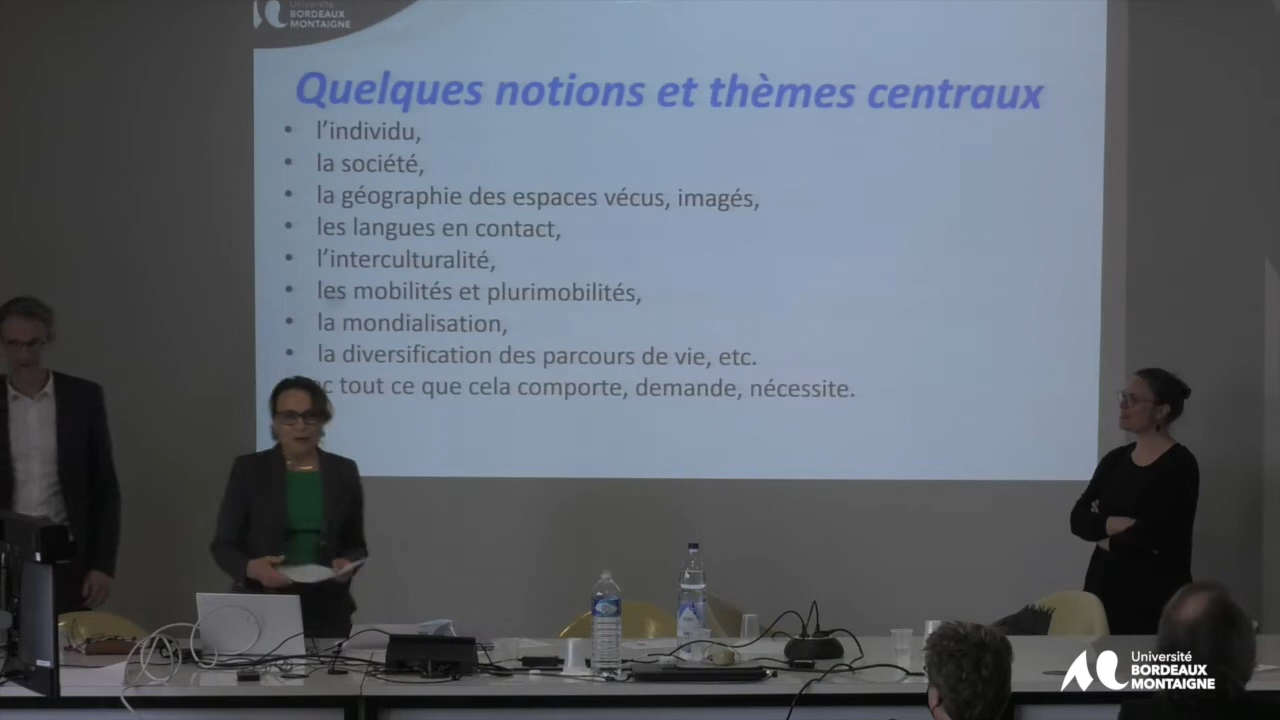 Université
BORDEAUX
MONTAIGNE
Quelques notions et thèmes centraux
• l’individu,
• la société,
• la géographie des espaces vécus, imagés,
• les langues en contact,
• l’interculturalité,
• les mobilités et plurimobilités,
• la mondialisation,
• la diversification des parcours de vie, etc.
tout ce que cela comporte, demande, nécessite.
Université
BORDEAUX
MONTAIGNE